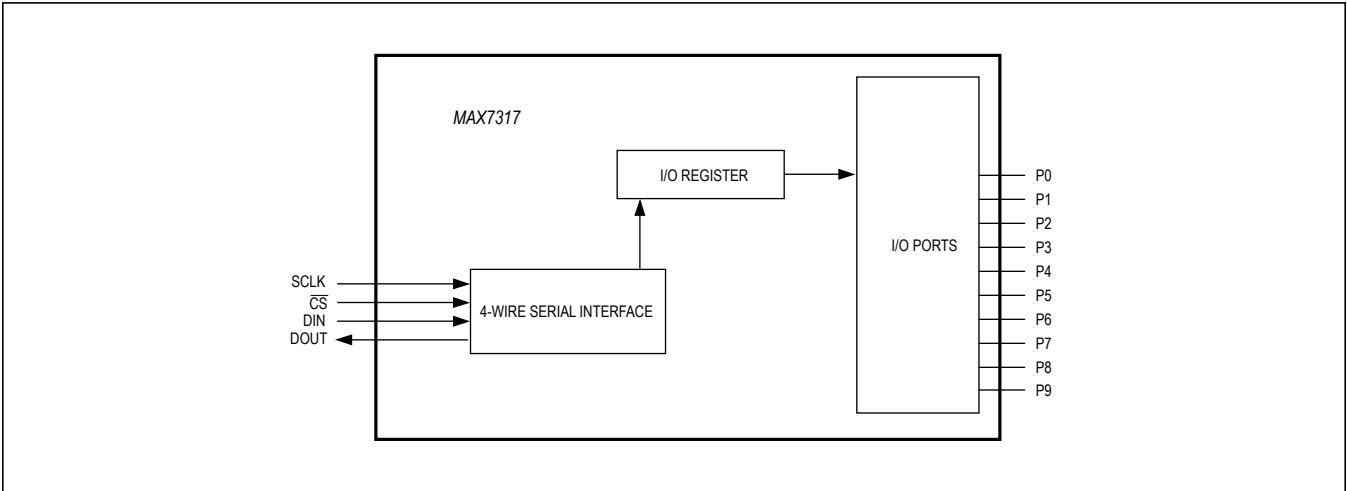 MAX7317
I/O REGISTER
I/O PORTS
4-WIRE SERIAL INTERFACE
SCLK
C̅S̅
DIN
DOUT
P0
P1
P2
P3
P4
P5
P6
P7
P8
P9